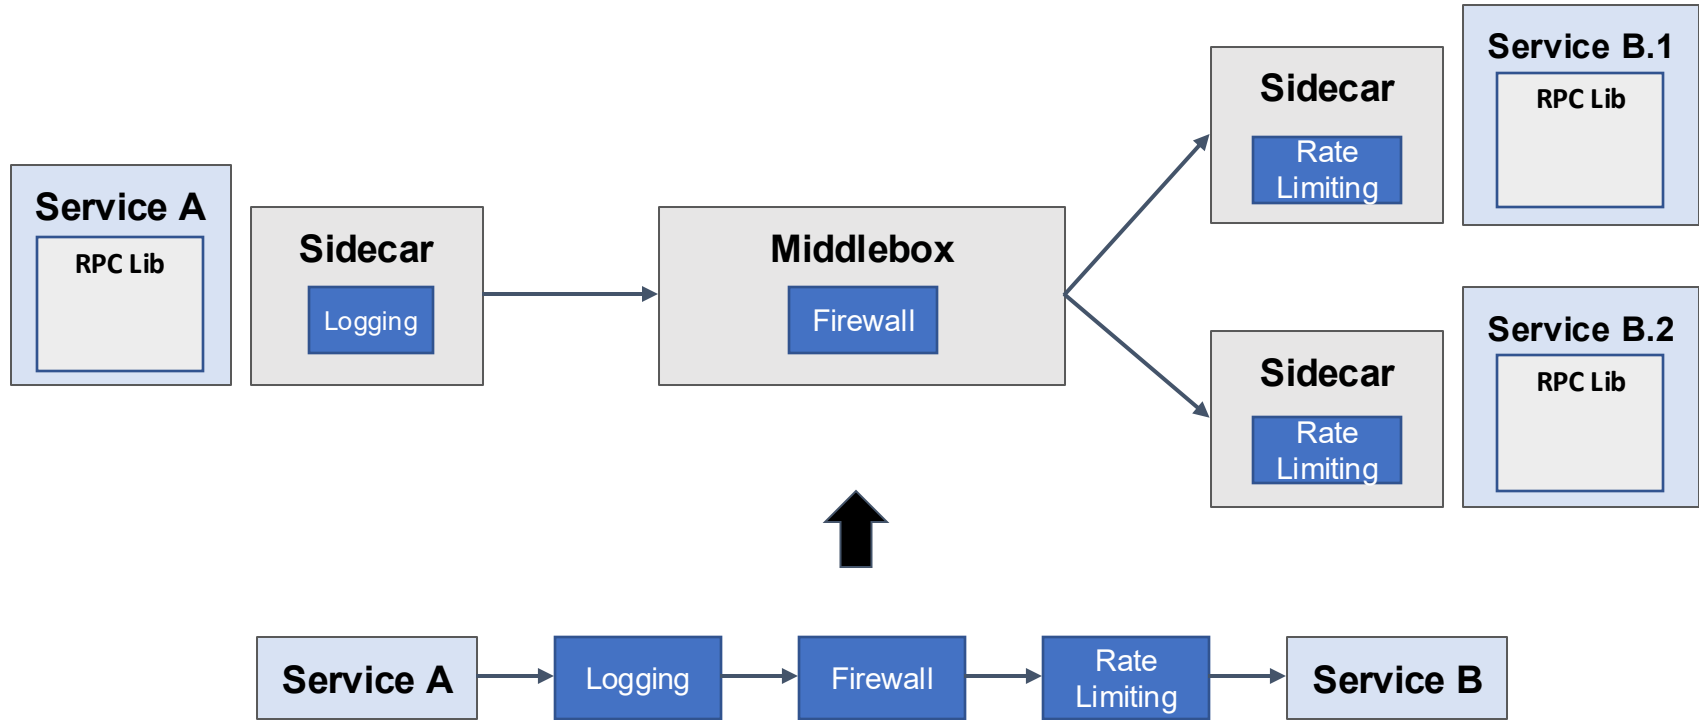 Service A
RPC Lib
Sidecar
Logging
Middlebox
Firewall
Sidecar
Rate
Limiting
Service B.1
RPC Lib
Sidecar
Rate
Limiting
Service B.2
RPC Lib
Service A
Logging
Firewall
Rate
Limiting
Service B